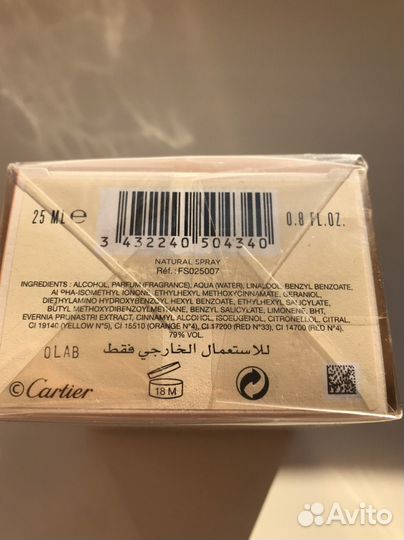 25 ML e 0.8 FL.OZ.
3 432240 504340
NATURAL SPRAY
Réf.: FS025007
INGREDIENTS : ALCOHOL, PARFUM (FRAGRANCE), AQUA (WATER), LINALOOL, BENZYL BENZOATE,
ALPHA-ISOMETHYL IONONE, ETHYLHEXYL METHOXYCINNAMATE, GERANIOL,
DIETHYLAMINO HYDROXYBENZOYL HEXYL BENZOATE, ETHYLHEXYL SALICYLATE,
BUTYL METHOXYDIBENZOYLMETHANE, BENZYL SALICYLATE, LIMONENE, BHT,
EVERNIA PRUNASTRI EXTRACT, CINNAMYL ALCOHOL, ISOEUGENOL, CITRONELLOL, CITRAL.
CI 19140 (YELLOW N°5), CI 15510 (ORANGE N°4), CI 17200 (RED N°33), CI 14700 (RED N°4).
79% VOL.
0LAB للاستعمال الخارجي فقط
©Cartier 18 M
Avito